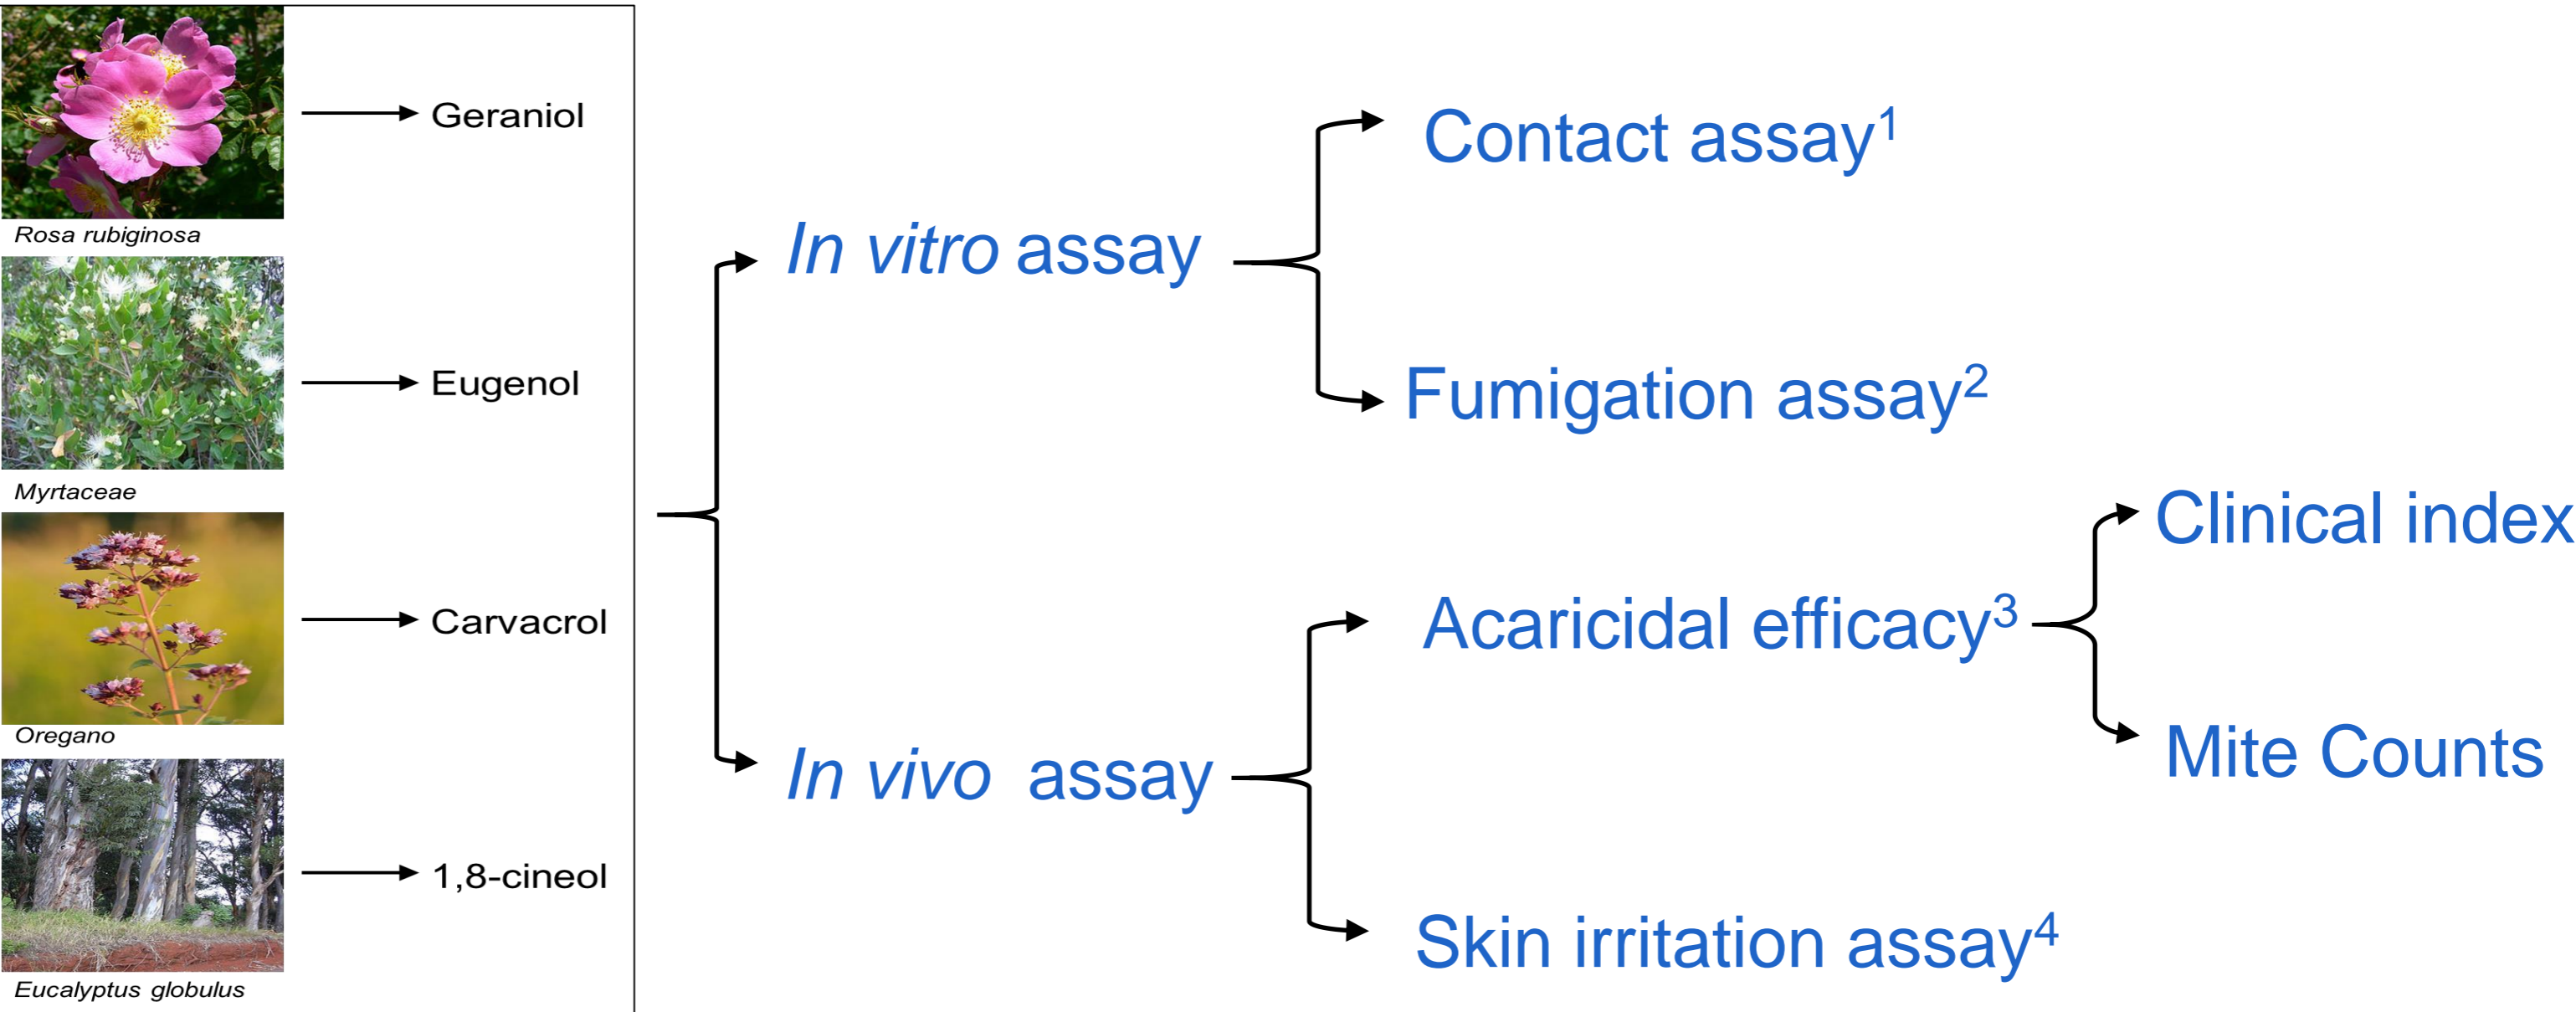 Geraniol
Rosa rubiginosa
Eugenol
Myrtaceae
Carvacrol
Oregano
1,8-cineol
Eucalyptus globulus
In vitro assay
Contact assay¹
Fumigation assay²
In vivo assay
Acaricidal efficacy³
Clinical index
Mite Counts
Skin irritation assay⁴